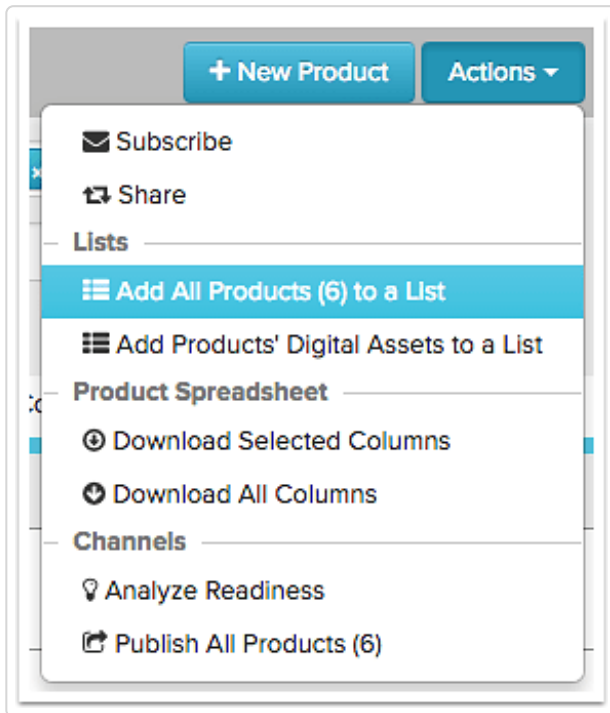 + New Product Actions
Subscribe
Share
Lists
Add All Products (6) to a List
Add Products' Digital Assets to a List
Product Spreadsheet
Download Selected Columns
Download All Columns
Channels
Analyze Readiness
Publish All Products (6)